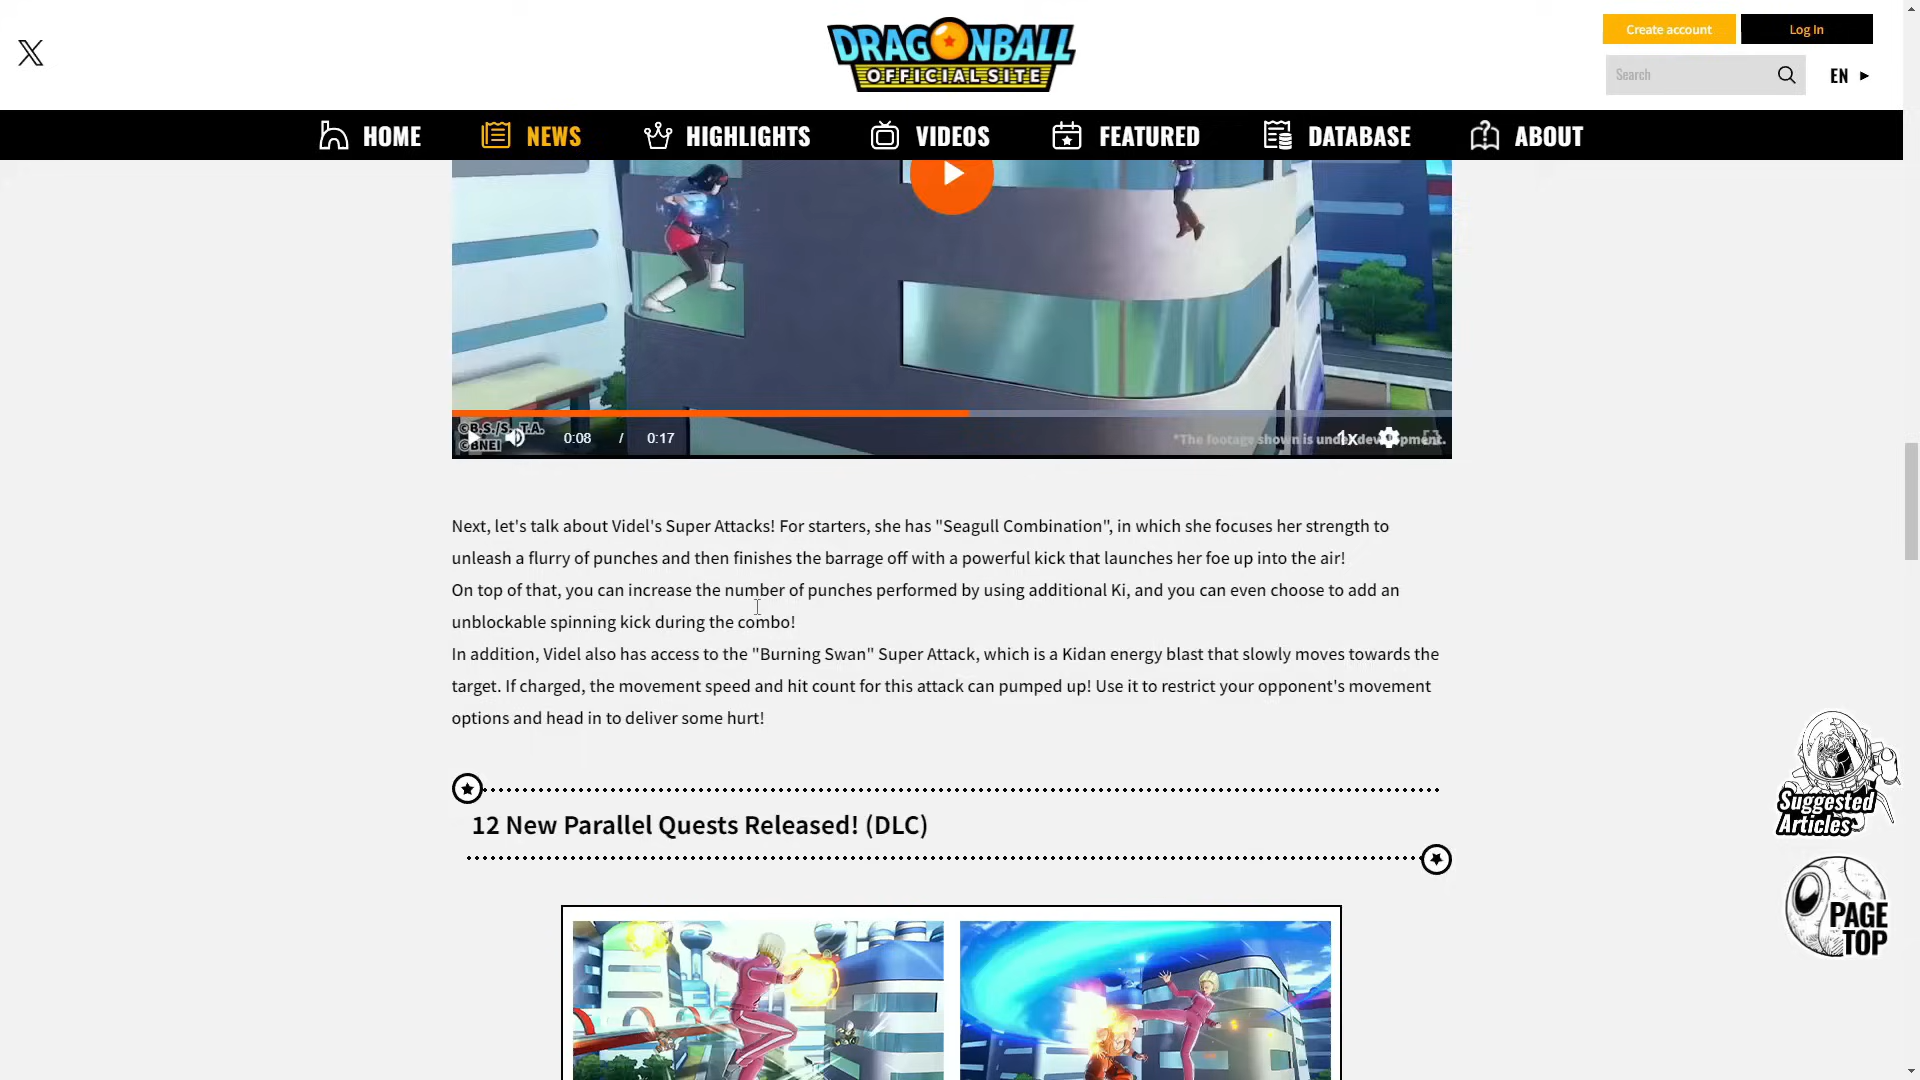 DRAGONBALL
OFFICIAL SITE
Create account
Log In
Search
EN
HOME
NEWS
HIGHLIGHTS
VIDEOS
FEATURED
DATABASE
ABOUT
©B.S./S., T.A.
©BNEI
0:08 / 0:17
1x
*The footage shown is under development.
Next, let's talk about Videl's Super Attacks! For starters, she has "Seagull Combination", in which she focuses her strength to
unleash a flurry of punches and then finishes the barrage off with a powerful kick that launches her foe up into the air!
On top of that, you can increase the number of punches performed by using additional Ki, and you can even choose to add an
unblockable spinning kick during the combo!
In addition, Videl also has access to the "Burning Swan" Super Attack, which is a Kidan energy blast that slowly moves towards the
target. If charged, the movement speed and hit count for this attack can pumped up! Use it to restrict your opponent's movement
options and head in to deliver some hurt!
Suggested
Articles
12 New Parallel Quests Released! (DLC)
PAGE
TOP